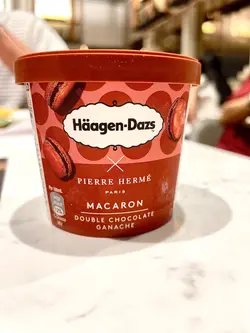 Häagen-Dazs
PIERRE HERMÉ
PARIS
MACARON
DOUBLE CHOCOLATE
GANACHE